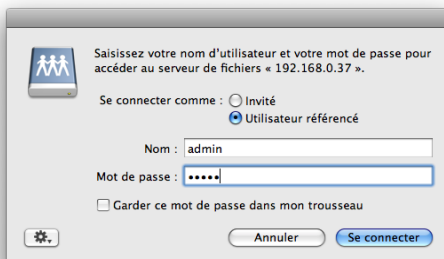 Saisissez votre nom d'utilisateur et votre mot de passe pour
accéder au serveur de fichiers « 192.168.0.37 ».
Se connecter comme : Invité
Utilisateur référencé
Nom : admin
Mot de passe : •••••
Garder ce mot de passe dans mon trousseau
Annuler Se connecter